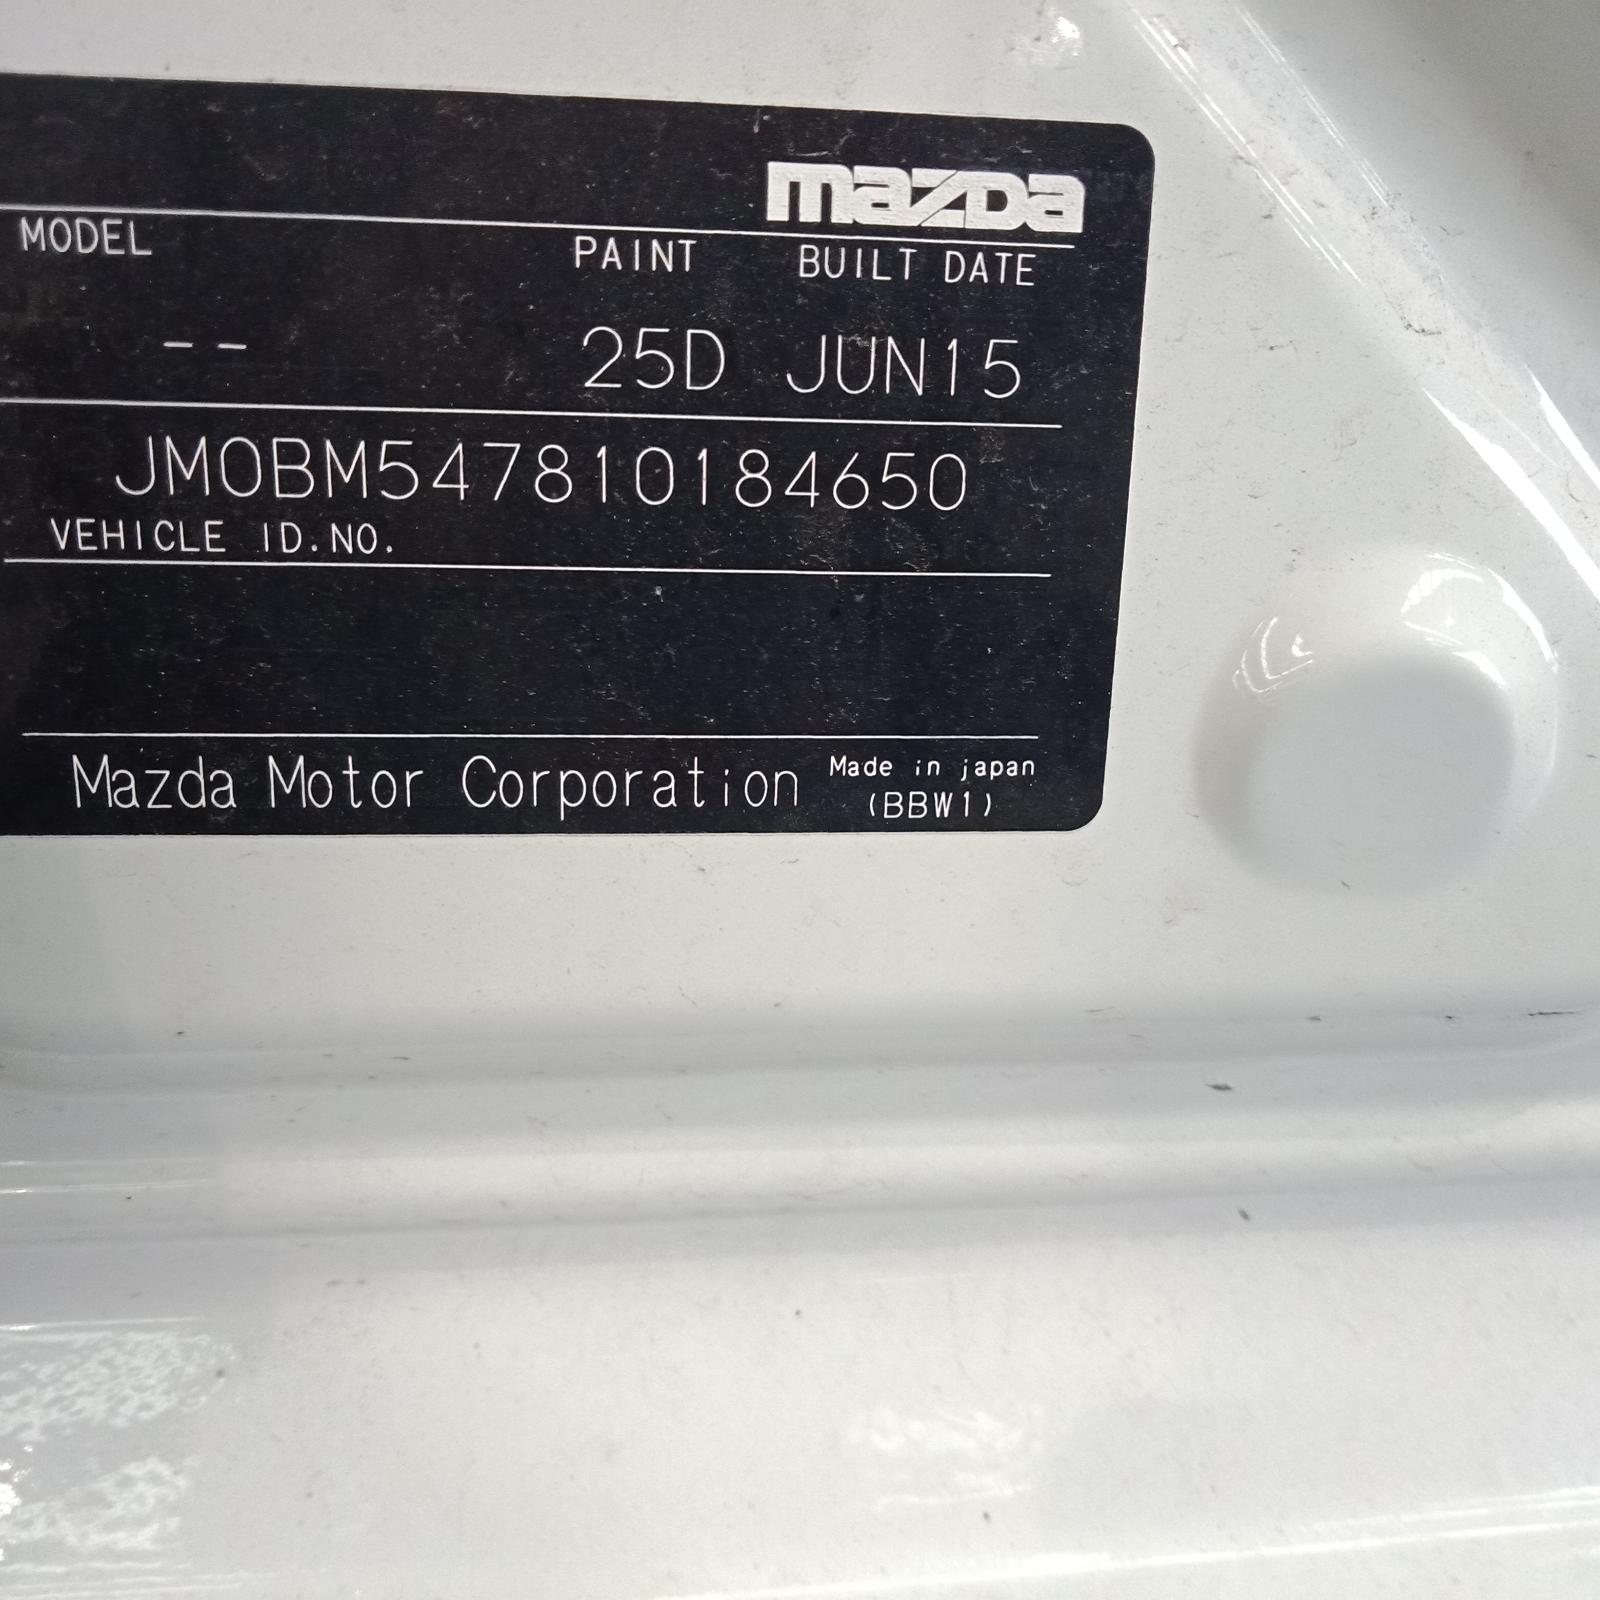 mazda
MODEL PAINT BUILT DATE
-- 25D JUN15
JM0BM547810184650
VEHICLE ID.NO.
Mazda Motor Corporation Made in japan
(BBW1)